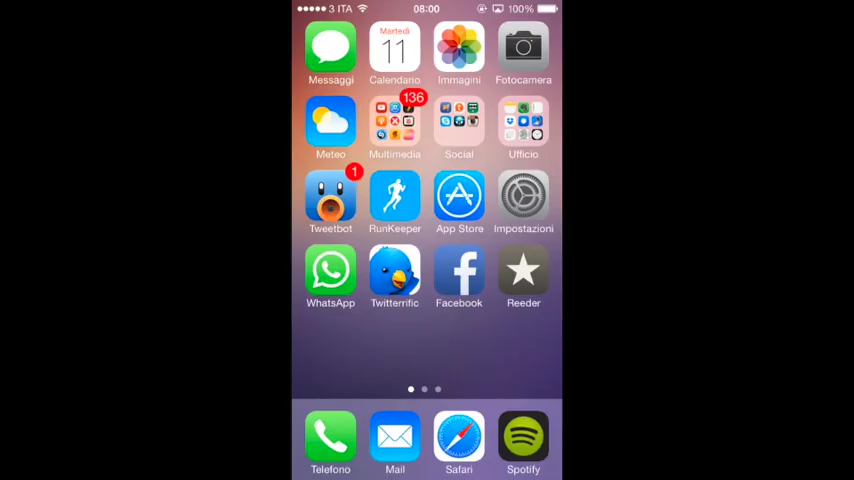 3 ITA 08:00 100%
Martedì
11
Messaggi Calendario Immagini Fotocamera
136
Meteo Multimedia Social Ufficio
1
Tweetbot RunKeeper App Store Impostazioni
WhatsApp Twitterrific Facebook Reeder
Telefono Mail Safari Spotify